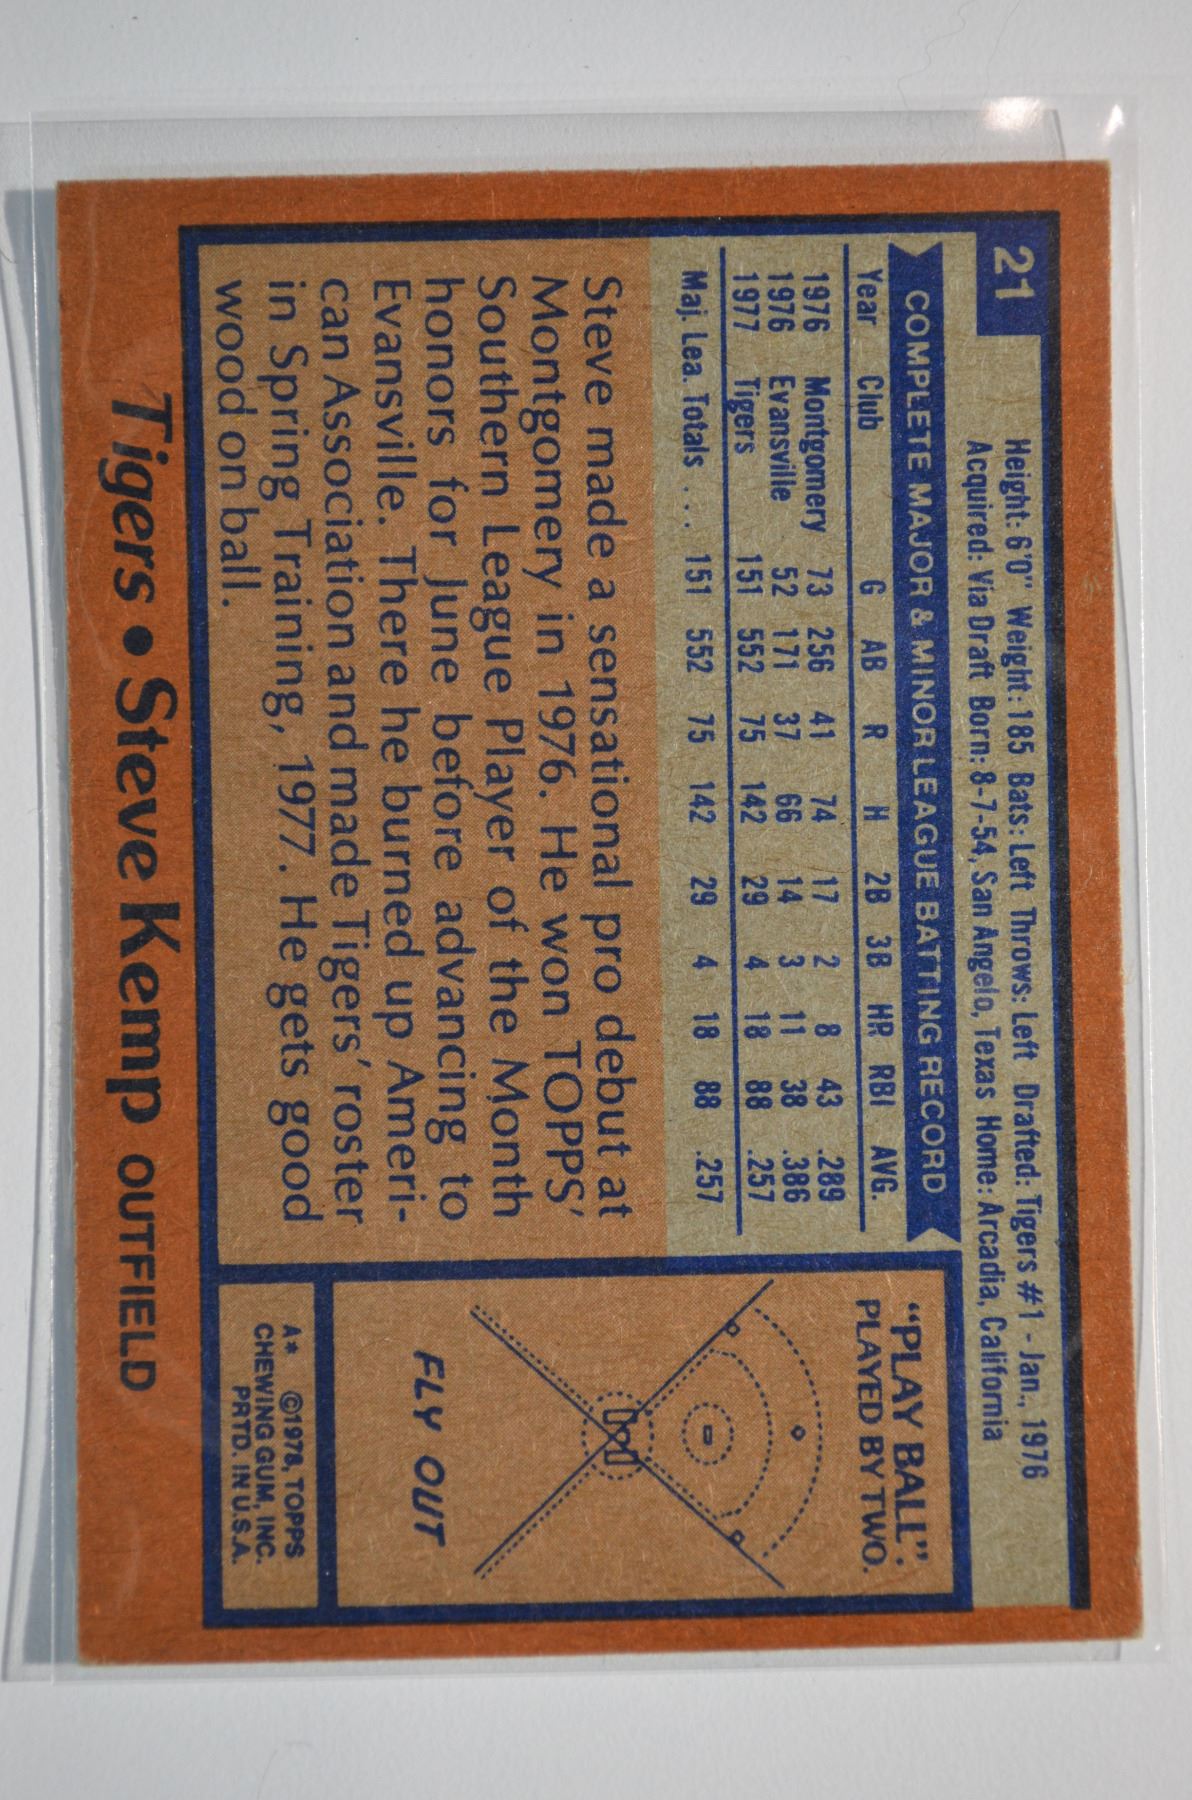 21
Height: 6'0" Weight: 185 Bats: Left Throws: Left Drafted: Tigers #1 - Jan., 1976
Acquired: Via Draft Born: 8-7-54, San Angelo, Texas Home: Arcadia, California
COMPLETE MAJOR & MINOR LEAGUE BATTING RECORD
Year Club G AB R H 2B 3B HR RBI AVG.
1976 Montgomery 73 256 41 74 17 2 8 43 .289
1976 Evansville 52 171 37 66 14 3 11 38 .386
1977 Tigers 151 552 75 142 29 4 18 88 .257
Maj. Lea. Totals . . . 151 552 75 142 29 4 18 88 .257
Steve made a sensational pro debut at
Montgomery in 1976. He won TOPPS'
Southern League Player of the Month
honors for June before advancing to
Evansville. There he burned up Ameri-
can Association and made Tigers' roster
in Spring Training, 1977. He gets good
wood on ball.
"PLAY BALL":
PLAYED BY TWO.
FLY OUT
A* ©1978, TOPPS
CHEWING GUM, INC.
PRTD. IN U.S.A.
Tigers • Steve Kemp OUTFIELD